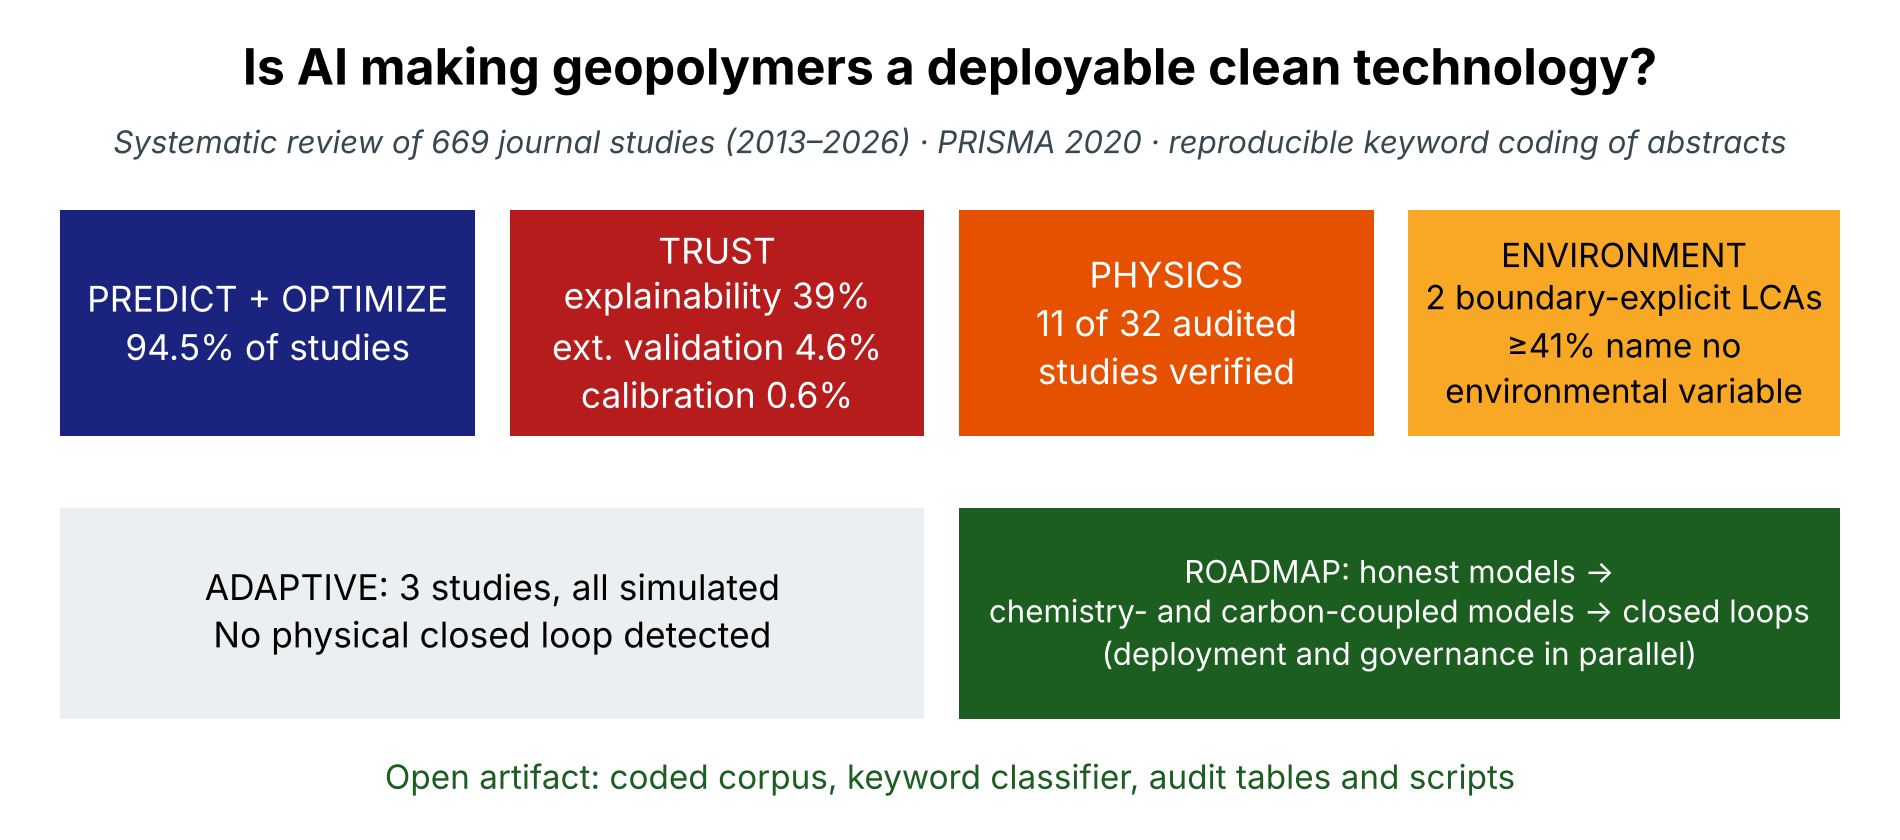 Is AI making geopolymers a deployable clean technology?
Systematic review of 669 journal studies (2013–2026) · PRISMA 2020 · reproducible keyword coding of abstracts
PREDICT + OPTIMIZE
94.5% of studies
TRUST
explainability 39%
ext. validation 4.6%
calibration 0.6%
PHYSICS
11 of 32 audited
studies verified
ENVIRONMENT
2 boundary-explicit LCAs
≥41% name no
environmental variable
ADAPTIVE: 3 studies, all simulated
No physical closed loop detected
ROADMAP: honest models →
chemistry- and carbon-coupled models → closed loops
(deployment and governance in parallel)
Open artifact: coded corpus, keyword classifier, audit tables and scripts